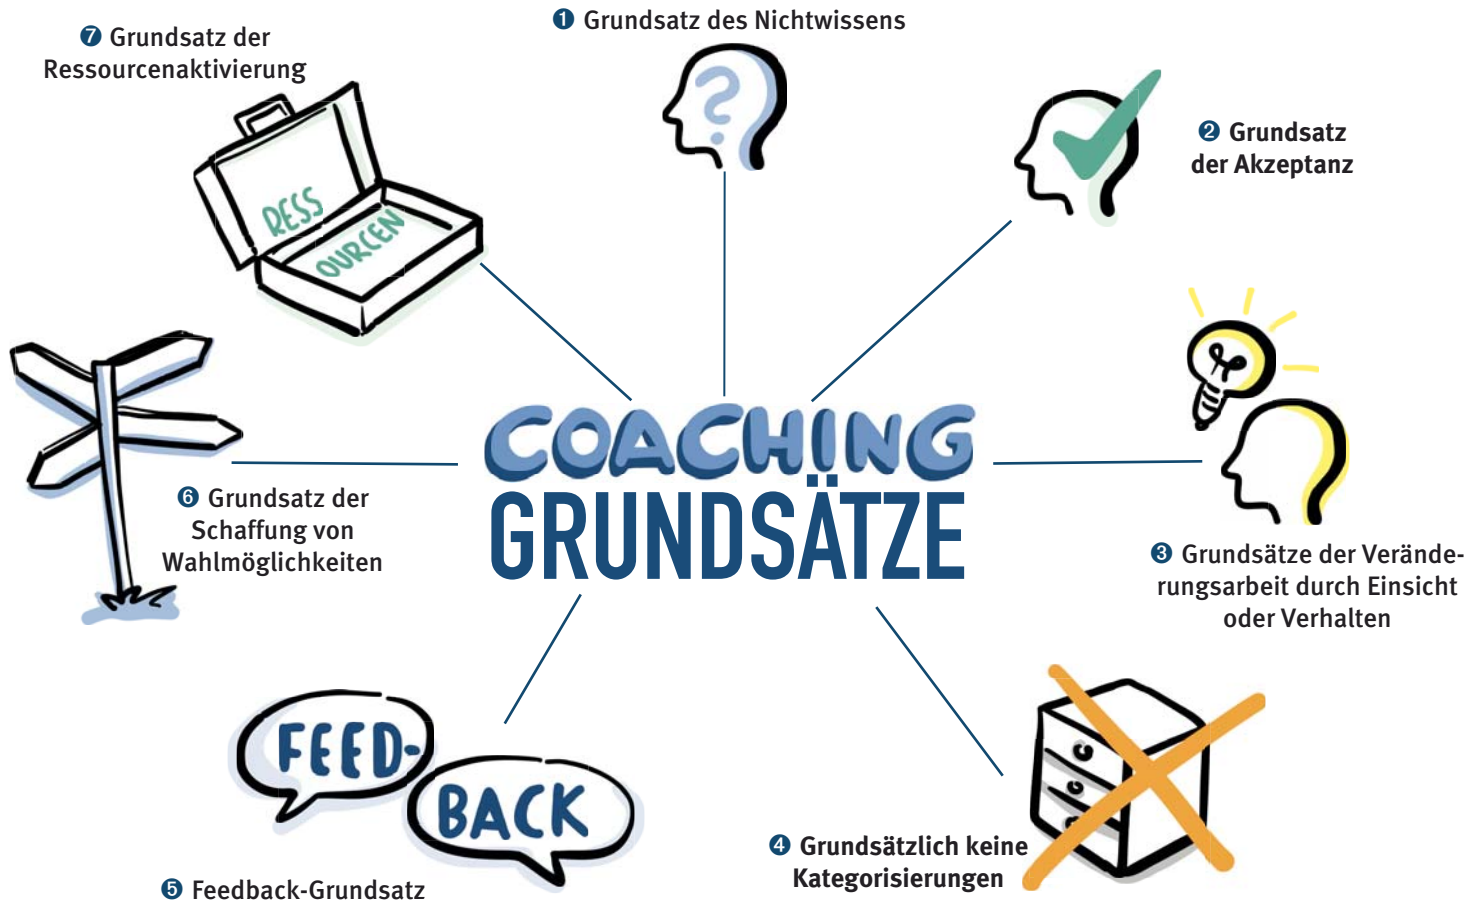 ❶ Grundsatz des Nichtwissens
❷ Grundsatz
der Akzeptanz
❸ Grundsätze der Verände-
rungsarbeit durch Einsicht
oder Verhalten
❹ Grundsätzlich keine
Kategorisierungen
❺ Feedback-Grundsatz
❻ Grundsatz der
Schaffung von
Wahlmöglichkeiten
❼ Grundsatz der
Ressourcenaktivierung
?
RESS
OURCEN
COACHING
GRUNDSÄTZE
FEED-
BACK